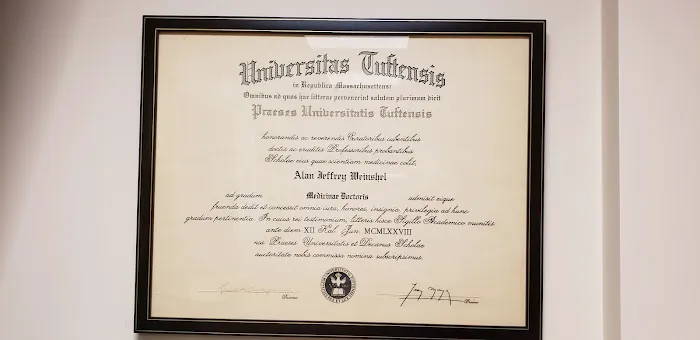 Universitas Tuftensis
in Republica Massachusettensi
Omnibus ad quos hae litterae pervenerint salutem plurimam dicit
Praeses Universitatis Tuftensis
honorandis ac reverendis Curatoribus iubentibus
doctis ac eruditis Professoribus probantibus
Scholae eius quae scientiam medicinae colit,
Alan Jeffrey Weinshel
ad gradum Medicinae Doctoris admisit eique
fruenda dedit et concessit omnia iura, honores, insignia, privilegia ad hunc
gradum pertinentia. In cuius rei testimonium, litteris hisce Sigillo Academico munitis
ante diem XII Kal. Jun. MCMLXXVIII
nos Praeses Universitatis et Decanus Scholae
auctoritate nobis commissa nomina subscripsimus.